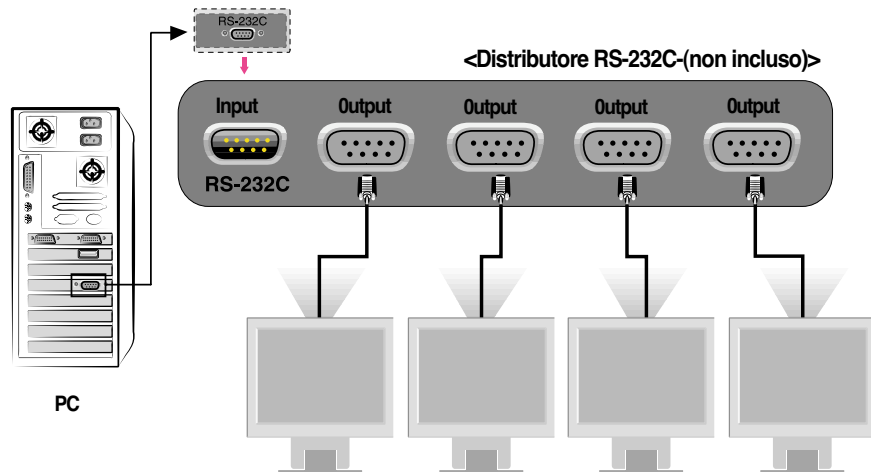 RS-232C
<Distributore RS-232C-(non incluso)>
Input
Output
Output
Output
Output
RS-232C
PC